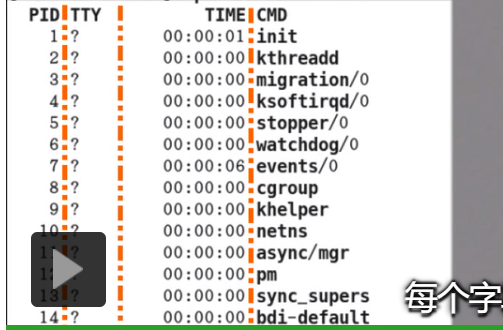 PID TTY TIME CMD
1 ? 00:00:01 init
2 ? 00:00:00 kthreadd
3 ? 00:00:00 migration/0
4 ? 00:00:00 ksoftirqd/0
5 ? 00:00:00 stopper/0
6 ? 00:00:00 watchdog/0
7 ? 00:00:06 events/0
8 ? 00:00:00 cgroup
9 ? 00:00:00 khelper
10 ? 00:00:00 netns
11 ? 00:00:00 async/mgr
12 ? 00:00:00 pm
13 ? 00:00:00 sync_supers
14 ? 00:00:00 bdi-default
每个字